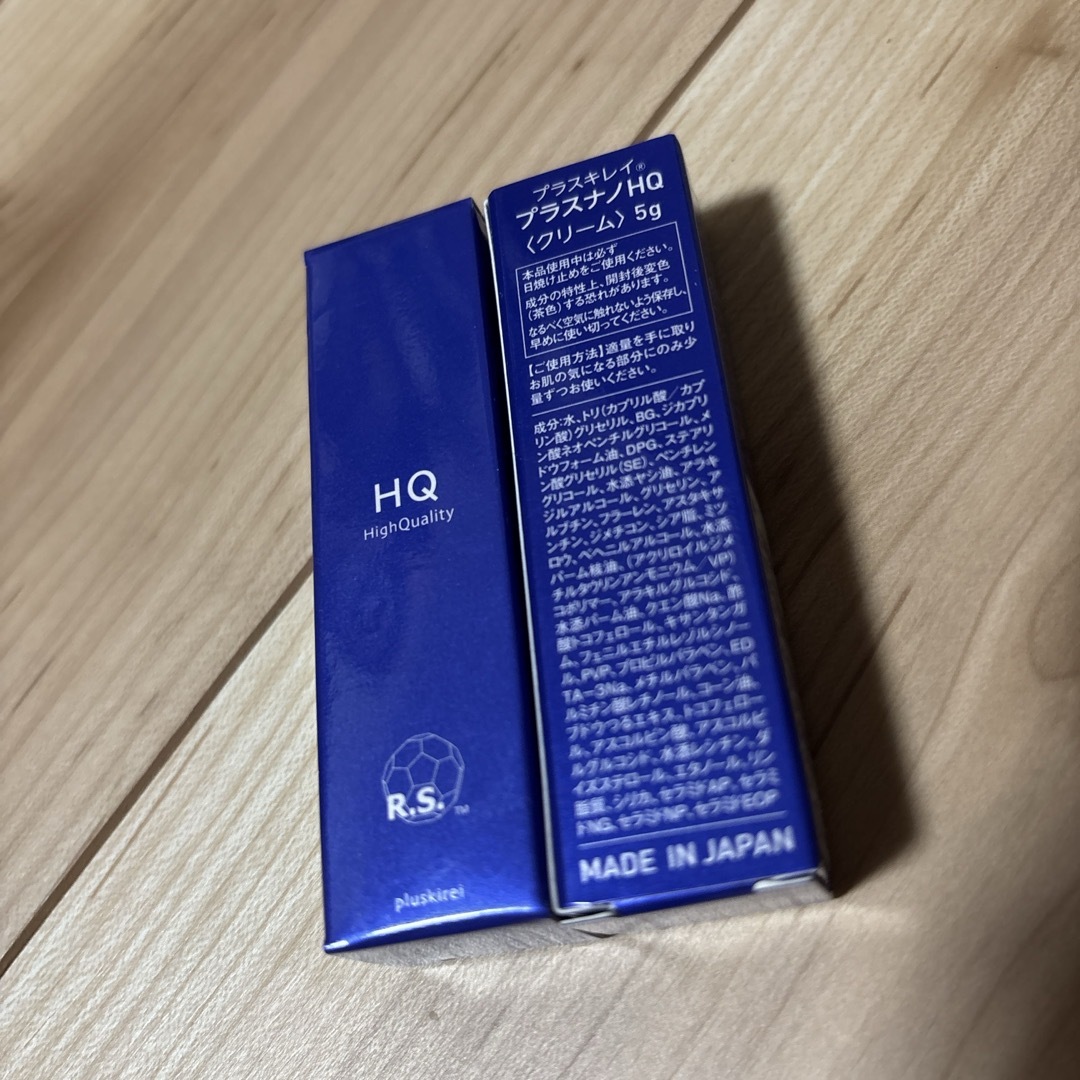 HQ
HighQuality
R.S.™
pluskirei
プラスキレイ®
プラスナノHQ
〈クリーム〉 5g
本品使用中は必ず
日焼け止めをご使用ください。
成分の特性上、開封後変色
(茶色)する恐れがあります。
なるべく空気に触れないよう保存し、
早めに使い切ってください。
【ご使用方法】適量を手に取り
お肌の気になる部分にのみ少
量ずつお使いください。
成分:水、トリ(カプリル酸/カプ
リン酸)グリセリル、BG、ジカプリ
ン酸ネオペンチルグリコール、メ
ドウフォーム油、DPG、ステアリ
ン酸グリセリル(SE)、ペンチレン
グリコール、水添ヤシ油、アラキ
ジルアルコール、グリセリン、ア
ルブチン、フラーレン、アスタキサ
ンチン、ジメチコン、シア脂、ミツ
ロウ、ベヘニルアルコール、水添
パーム核油、(アクリロイルジメ
チルタウリンアンモニウム/VP)
コポリマー、アラキルグルコシド、
水添パーム油、クエン酸Na、酢
酸トコフェロール、キサンタンガ
ム、フェニルエチルレゾルシノー
ル、PVP、プロピルパラベン、ED
TA-3Na、メチルパラベン、パ
ルミチン酸レチノール、コーン油、
ブドウつるエキス、トコフェロー
ル、アスコルビン酸、アスコルビ
ルグルコシド、水添レシチン、ダ
イズステロール、エタノール、リン
脂質、シリカ、セラミドAP、セラミ
ドNG、セラミドNP、セラミドEOP
MADE IN JAPAN